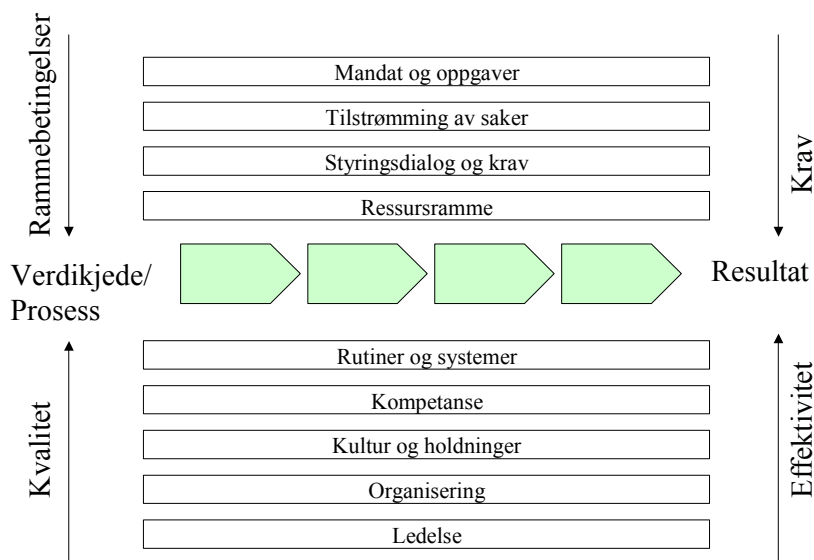 Rammebetingelser
Mandat og oppgaver
Tilstrømming av saker
Styringsdialog og krav
Ressursramme
Krav
Verdikjede/
Prosess
Resultat
Kvalitet
Rutiner og systemer
Kompetanse
Kultur og holdninger
Organisering
Ledelse
Effektivitet